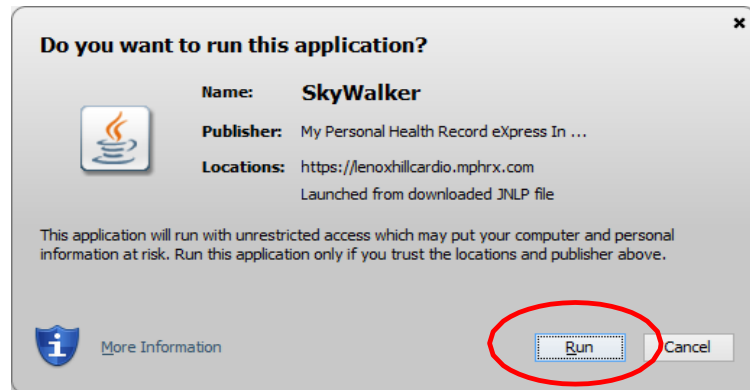 Do you want to run this application?
Name: SkyWalker
Publisher: My Personal Health Record eXpress In ...
Locations: https://lenoxhillcardio.mphrx.com
Launched from downloaded JNLP file
This application will run with unrestricted access which may put your computer and personal
information at risk. Run this application only if you trust the locations and publisher above.
More Information
Run
Cancel